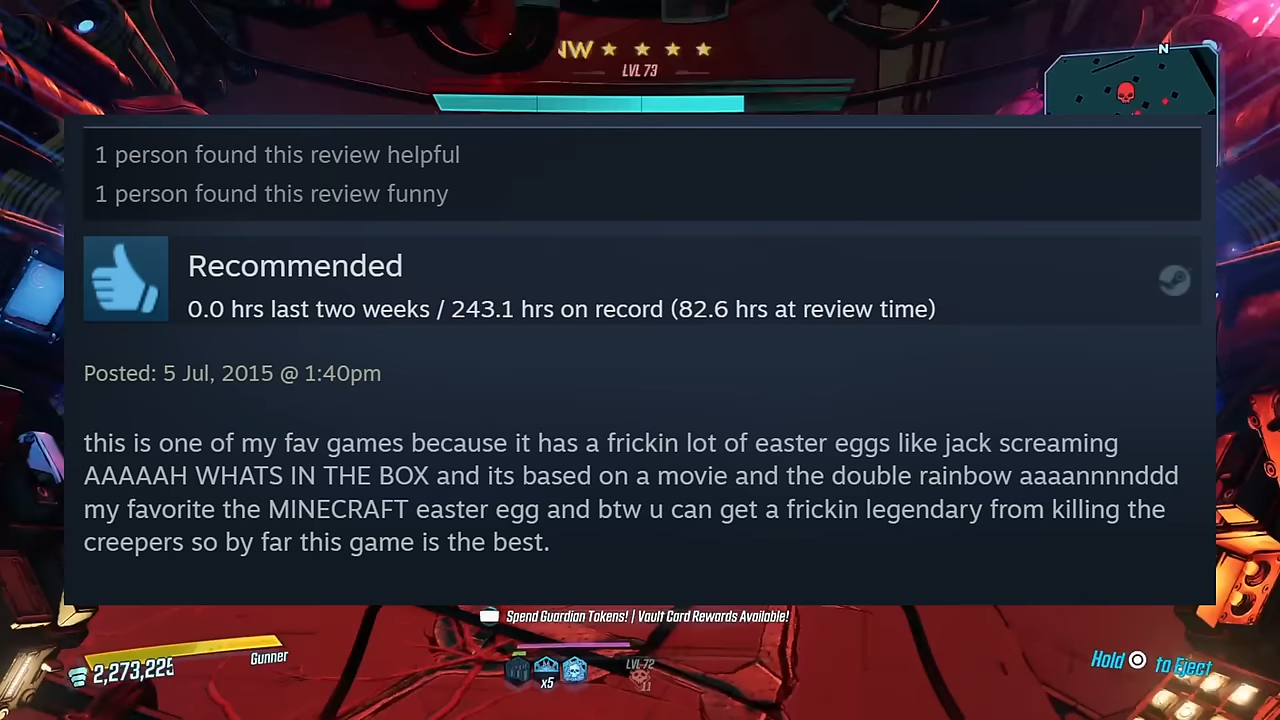 ★ ★ ★ ★
LVL 73
N
1 person found this review helpful
1 person found this review funny
Recommended
0.0 hrs last two weeks / 243.1 hrs on record (82.6 hrs at review time)
Posted: 5 Jul, 2015 @ 1:40pm
this is one of my fav games because it has a frickin lot of easter eggs like jack screaming
AAAAAH WHATS IN THE BOX and its based on a movie and the double rainbow aaaannnnddd
my favorite the MINECRAFT easter egg and btw u can get a frickin legendary from killing the
creepers so by far this game is the best.
Spend Guardian Tokens! | Vault Card Rewards Available!
2,273,225
Gunner
x5
LVL 72
11
Hold to Eject